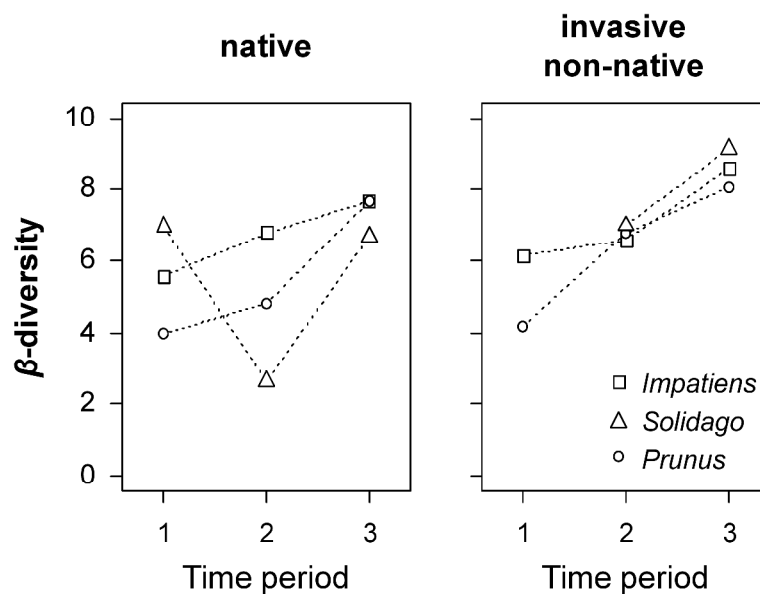 native
invasive
non-native
β-diversity
10
8
6
4
2
0
1 2 3
Time period
1 2 3
Time period
Impatiens
Solidago
Prunus